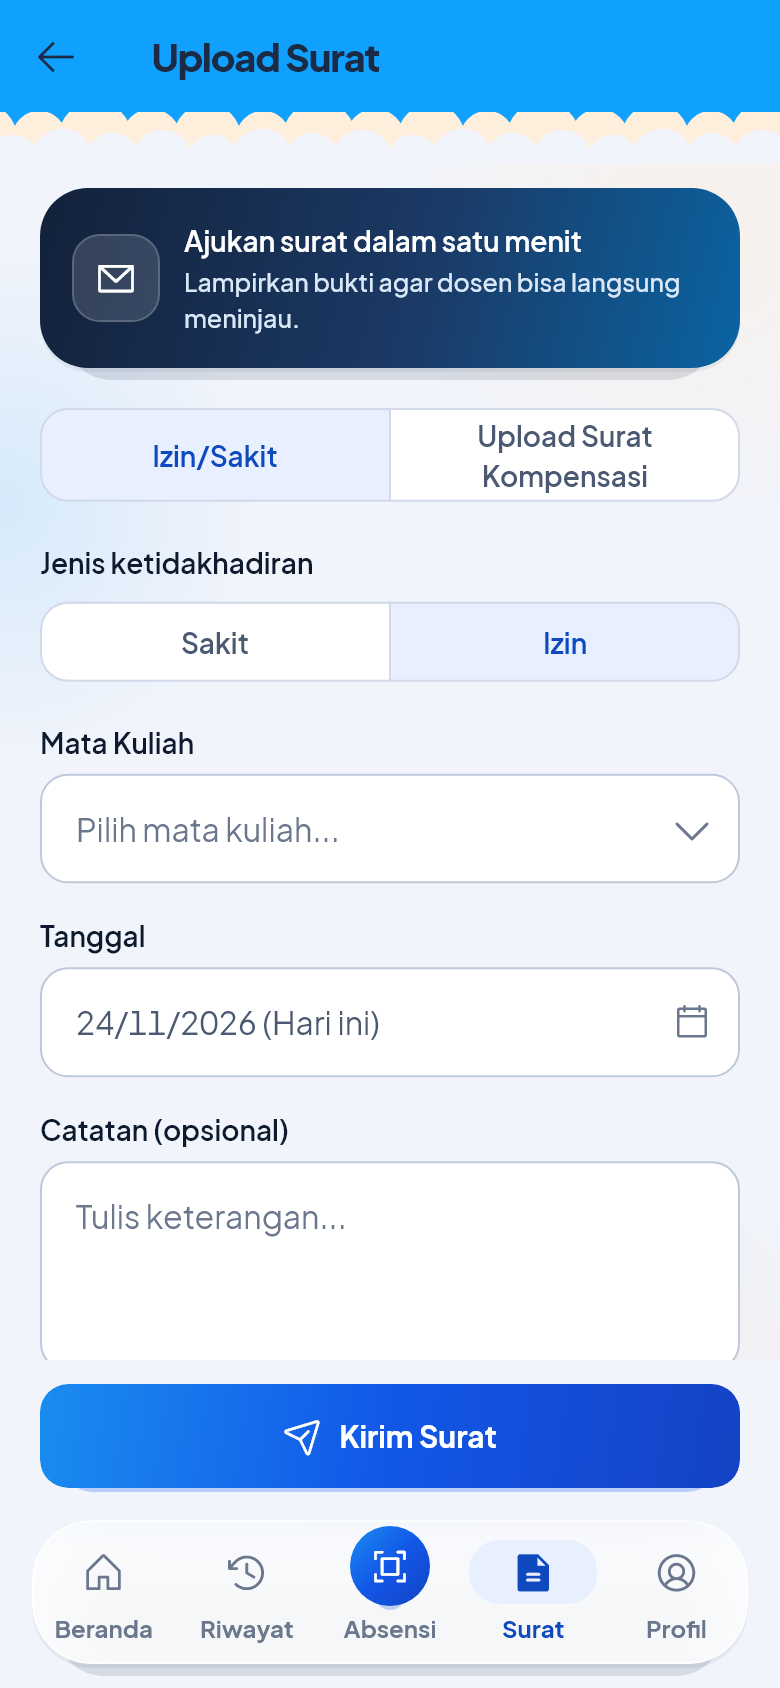 Upload Surat
Ajukan surat dalam satu menit
Lampirkan bukti agar dosen bisa langsung
meninjau.
Izin/Sakit
Upload Surat
Kompensasi
Jenis ketidakhadiran
Sakit
Izin
Mata Kuliah
Pilih mata kuliah...
Tanggal
24/11/2026 (Hari ini)
Catatan (opsional)
Tulis keterangan...
Kirim Surat
Beranda
Riwayat
Absensi
Surat
Profil